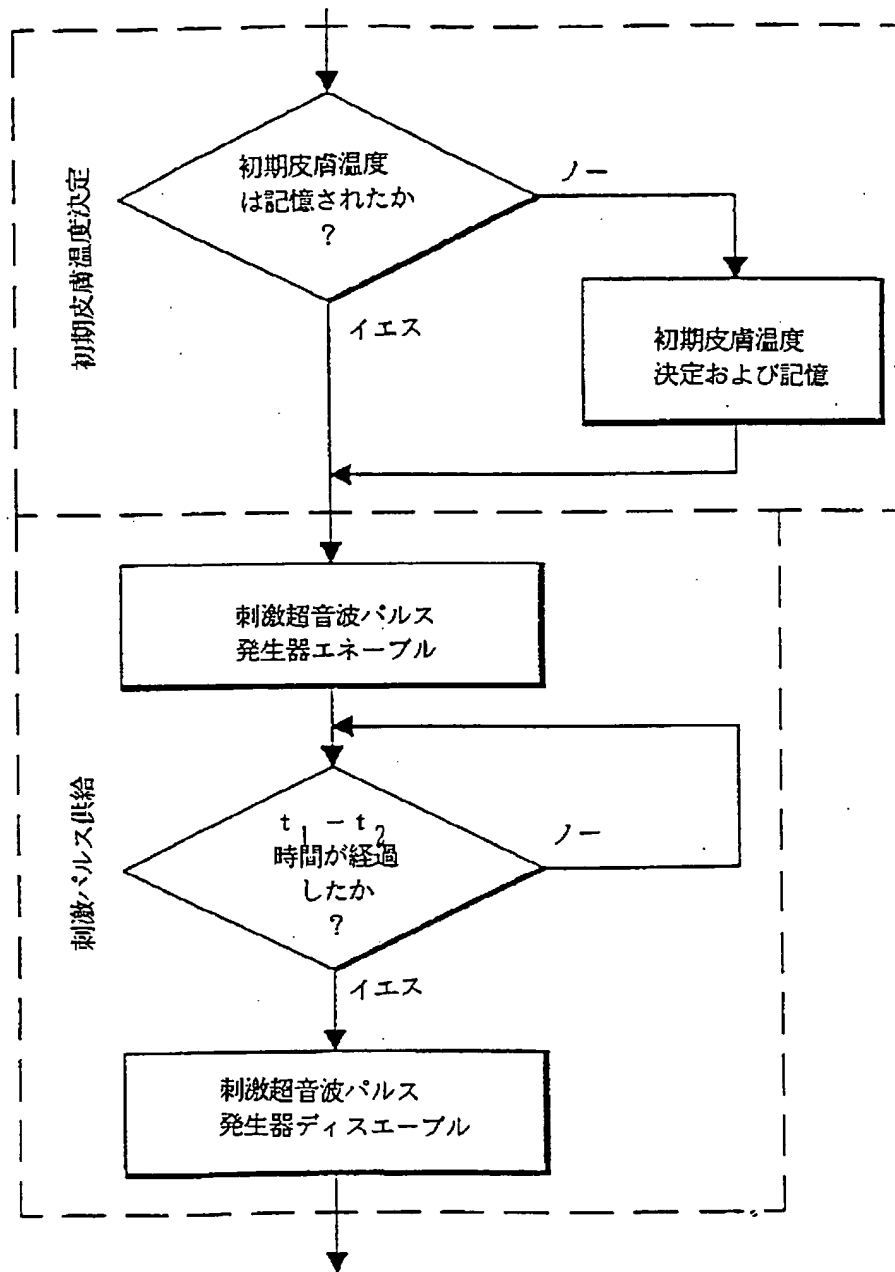 初期皮膚温度決定
初期皮膚温度
は記憶されたか
?
ノー
イエス
初期皮膚温度
決定および記憶
刺激パルス供給
刺激超音波パルス
発生器エネーブル
t₁ − t₂
時間が経過
したか
?
ノー
イエス
刺激超音波パルス
発生器ディスエーブル